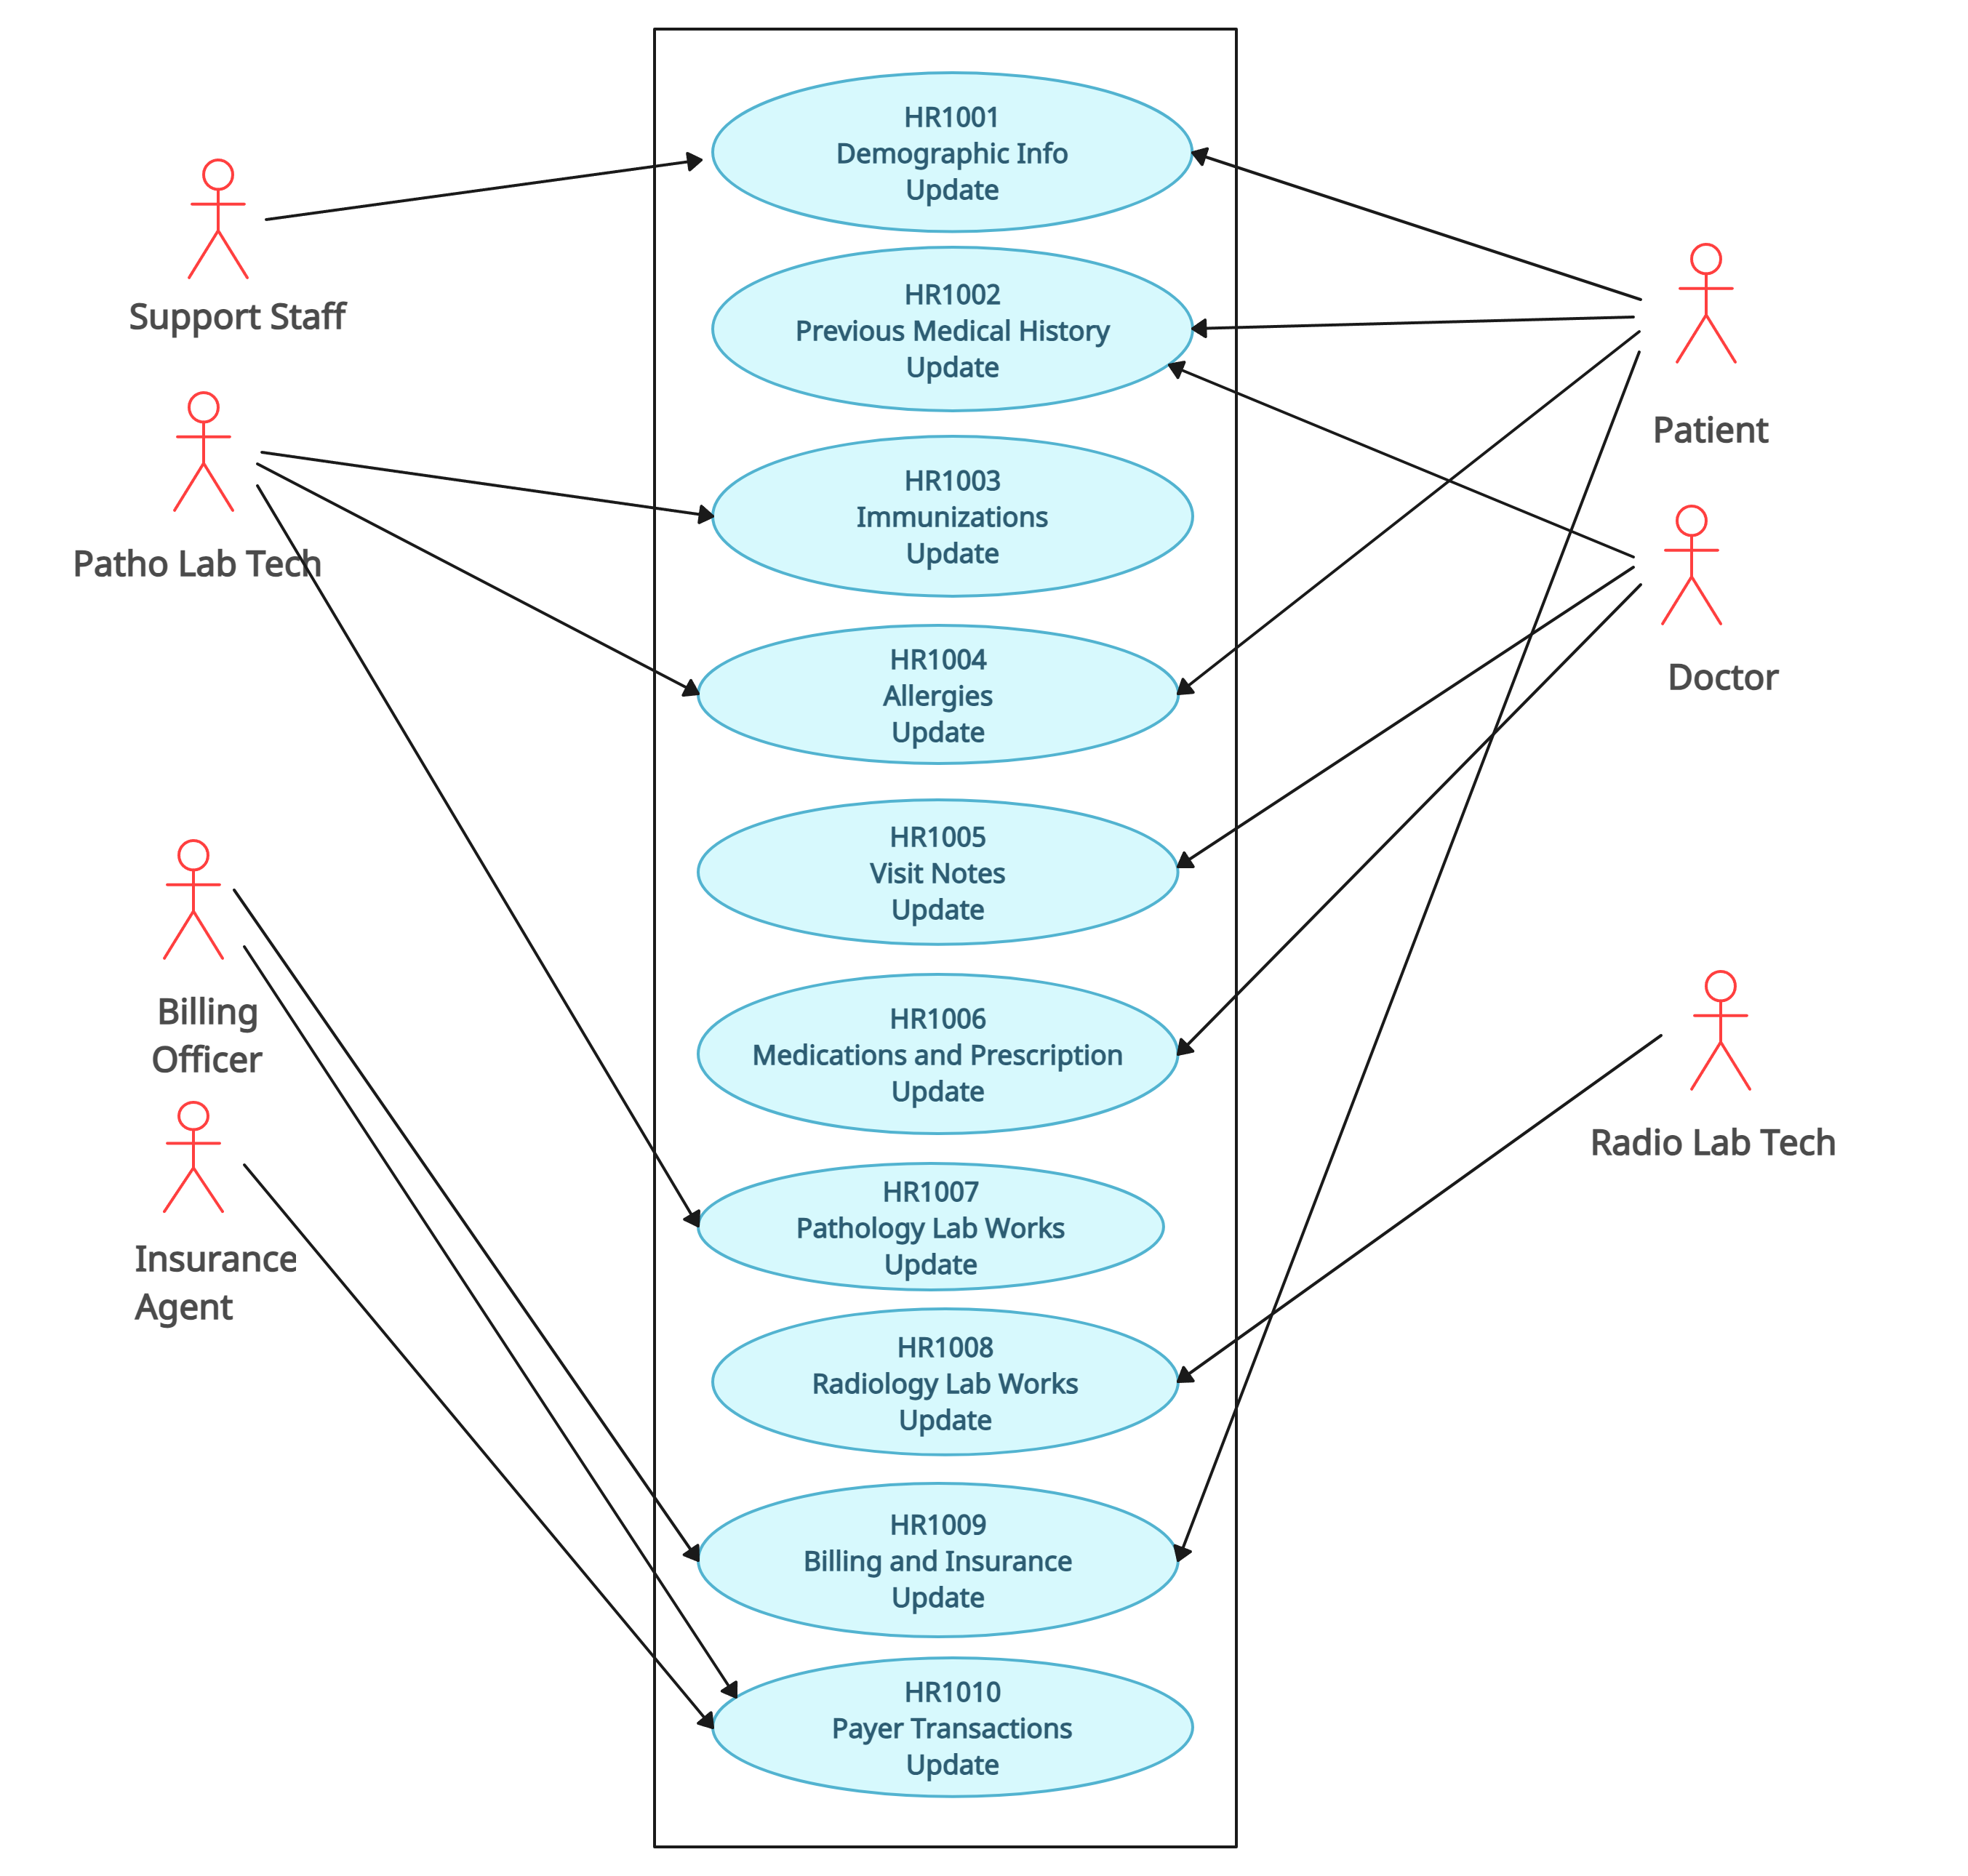 HR1001
Demographic Info
Update
Support Staff
HR1002
Previous Medical History
Update
Patient
HR1003
Immunizations
Update
Patho Lab Tech
HR1004
Allergies
Update
Doctor
HR1005
Visit Notes
Update
Billing
Officer
HR1006
Medications and Prescription
Update
Radio Lab Tech
HR1007
Pathology Lab Works
Update
Insurance
Agent
HR1008
Radiology Lab Works
Update
HR1009
Billing and Insurance
Update
HR1010
Payer Transactions
Update